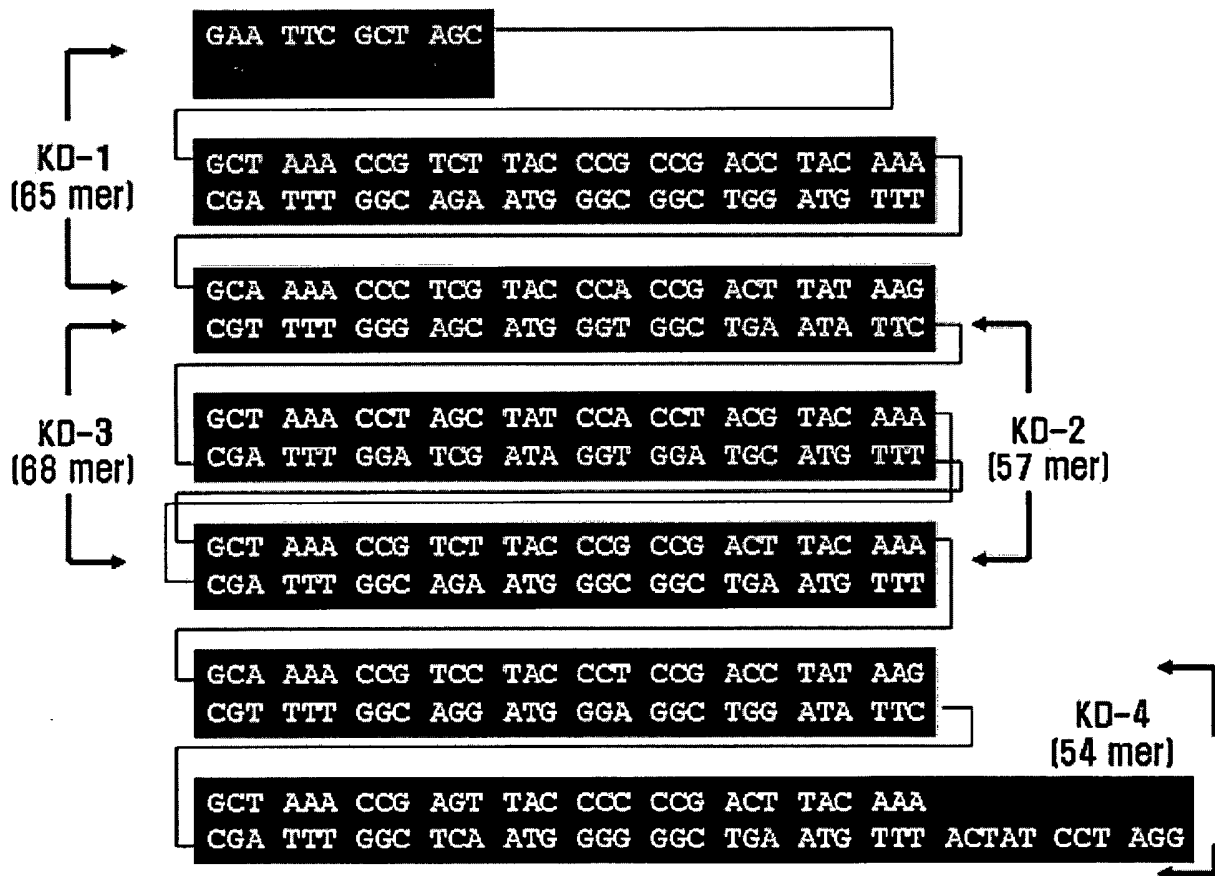 GAA TTC GCT AGC
KD-1
(65 mer)
GCT AAA CCG TCT TAC CCG CCG ACC TAC AAA
CGA TTT GGC AGA ATG GGC GGC TGG ATG TTT
GCA AAA CCC TCG TAC CCA CCG ACT TAT AAG
CGT TTT GGG AGC ATG GGT GGC TGA ATA TTC
KD-3
(68 mer)
GCT AAA CCT AGC TAT CCA CCT ACG TAC AAA
CGA TTT GGA TCG ATA GGT GGA TGC ATG TTT
KD-2
(57 mer)
GCT AAA CCG TCT TAC CCG CCG ACT TAC AAA
CGA TTT GGC AGA ATG GGC GGC TGA ATG TTT
GCA AAA CCG TCC TAC CCT CCG ACC TAT AAG
CGT TTT GGC AGG ATG GGA GGC TGG ATA TTC
KD-4
(54 mer)
GCT AAA CCG AGT TAC CCC CCG ACT TAC AAA
CGA TTT GGC TCA ATG GGG GGC TGA ATG TTT ACTAT CCT AGG